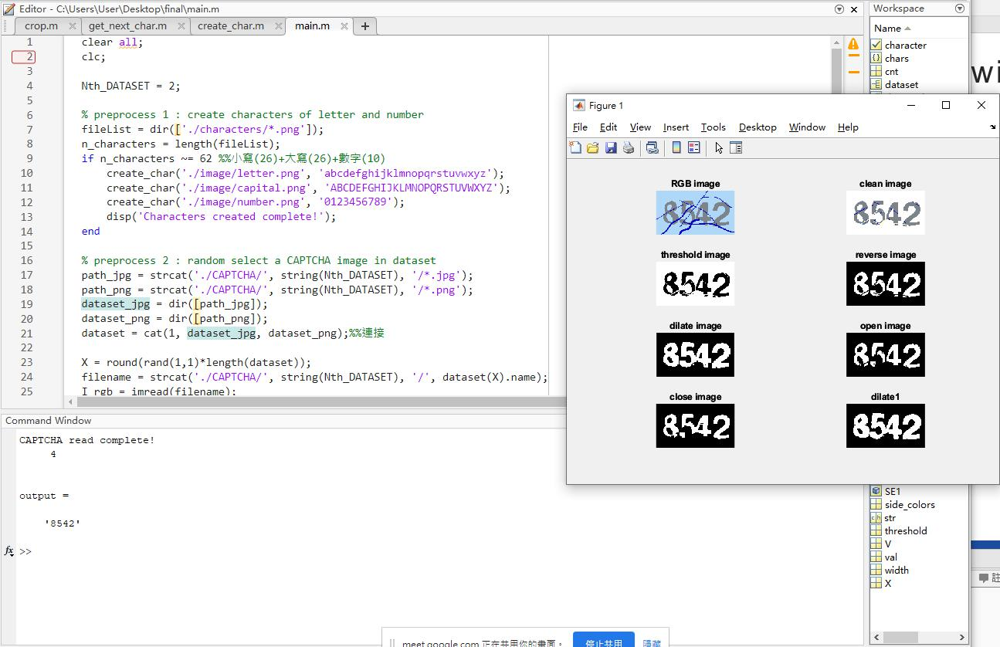 Editor - C:\Users\User\Desktop\final\main.m
crop.m
get_next_char.m
create_char.m
main.m
1 clear all;
2 clc;
3
4 Nth_DATASET = 2;
5
6 % preprocess 1 : create characters of letter and number
7 fileList = dir(['./characters/*.png']);
8 n_characters = length(fileList);
9 if n_characters ~= 62 %%小寫(26)+大寫(26)+數字(10)
10 create_char('./image/letter.png', 'abcdefghijklmnopqrstuvwxyz');
11 create_char('./image/capital.png', 'ABCDEFGHIJKLMNOPQRSTUVWXYZ');
12 create_char('./image/number.png', '0123456789');
13 disp('Characters created complete!');
14 end
15
16 % preprocess 2 : random select a CAPTCHA image in dataset
17 path_jpg = strcat('./CAPTCHA/', string(Nth_DATASET), '/*.jpg');
18 path_png = strcat('./CAPTCHA/', string(Nth_DATASET), '/*.png');
19 dataset_jpg = dir([path_jpg]);
20 dataset_png = dir([path_png]);
21 dataset = cat(1, dataset_jpg, dataset_png);%%連接
22
23 X = round(rand(1,1)*length(dataset));
24 filename = strcat('./CAPTCHA/', string(Nth_DATASET), '/', dataset(X).name);
25 I_rgb = imread(filename);
Command Window
CAPTCHA read complete!
4
output =
'8542'
fx >>
Workspace
Name
character
chars
cnt
dataset
wi
Figure 1
File Edit View Insert Tools Desktop Window Help
RGB image
8542
clean image
8542
threshold image
8542
reverse image
8542
dilate image
8542
open image
8542
close image
8542
dilate1
8542
SE1
side_colors
str
threshold
V
val
width
X
註
meet.google.com 正在共用你的畫面。
停止共用
隱藏